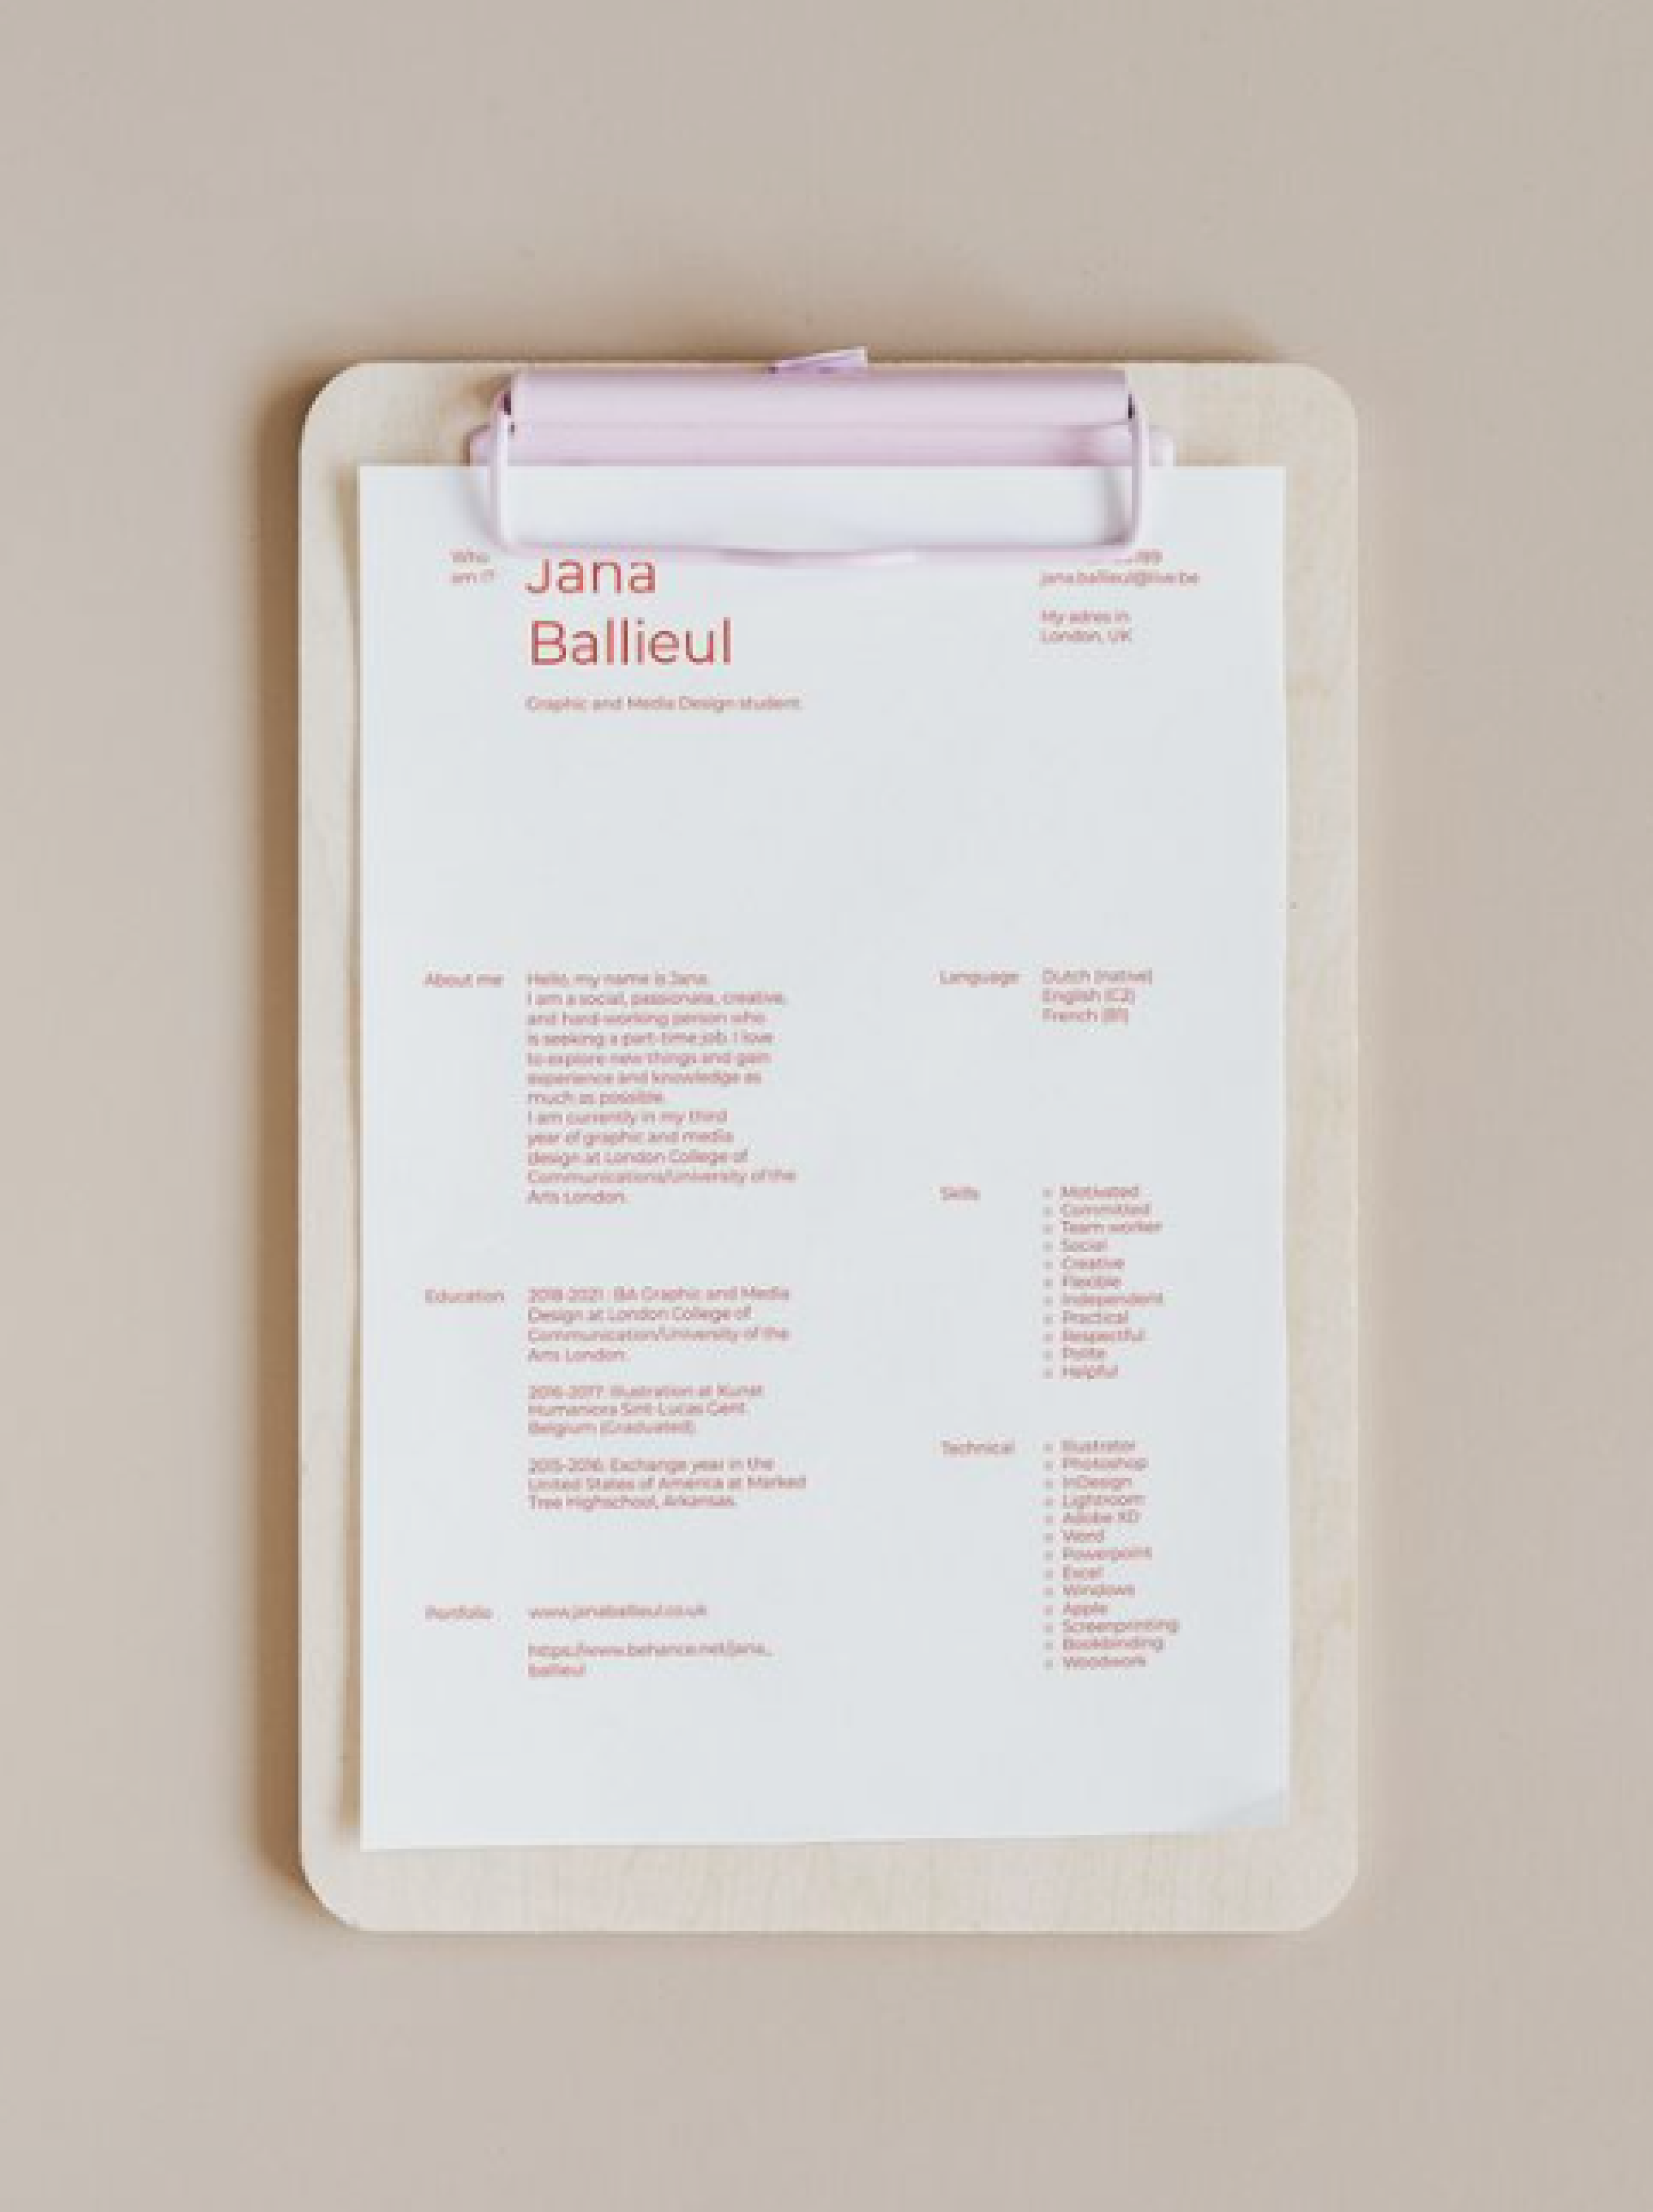 Who
am I?
Jana
Ballieul
Graphic and Media Design student
jana.ballieul@live.be
My adres in
London, UK
About me
Hello, my name is Jana.
I am a social, passionate, creative,
and hard-working person who
is seeking a part-time job. I love
to explore new things and gain
experience and knowledge as
much as possible.
I am currently in my third
year of graphic and media
design at London College of
Communications/University of the
Arts London.
Education
2018-2021 : BA Graphic and Media
Design at London College of
Communication/University of the
Arts London.
2016-2017: Illustration at Kunst
Humaniora Sint-Lucas Gent
Belgium (Graduated).
2015-2016: Exchange year in the
United States of America at Marked
Tree Highschool, Arkansas.
Portfolio
www.janaballieul.co.uk
https://www.behance.net/jana_
ballieul
Language
Dutch (native)
English (C2)
French (B1)
Skills
Motivated
Committed
Team worker
Social
Creative
Flexible
Independent
Practical
Respectful
Polite
Helpful
Technical
Illustrator
Photoshop
InDesign
Lightroom
Adobe XD
Word
Powerpoint
Excel
Windows
Apple
Screenprinting
Bookbinding
Woodwork